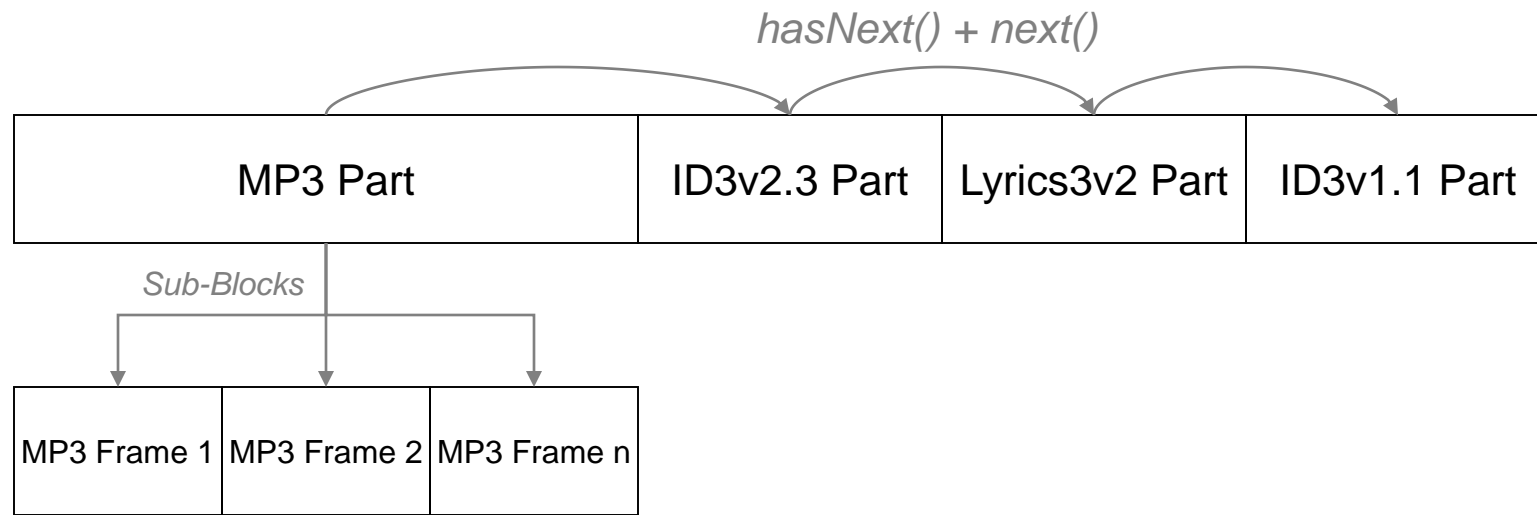 hasNext() + next()
MP3 Part
ID3v2.3 Part
Lyrics3v2 Part
ID3v1.1 Part
Sub-Blocks
MP3 Frame 1
MP3 Frame 2
MP3 Frame n